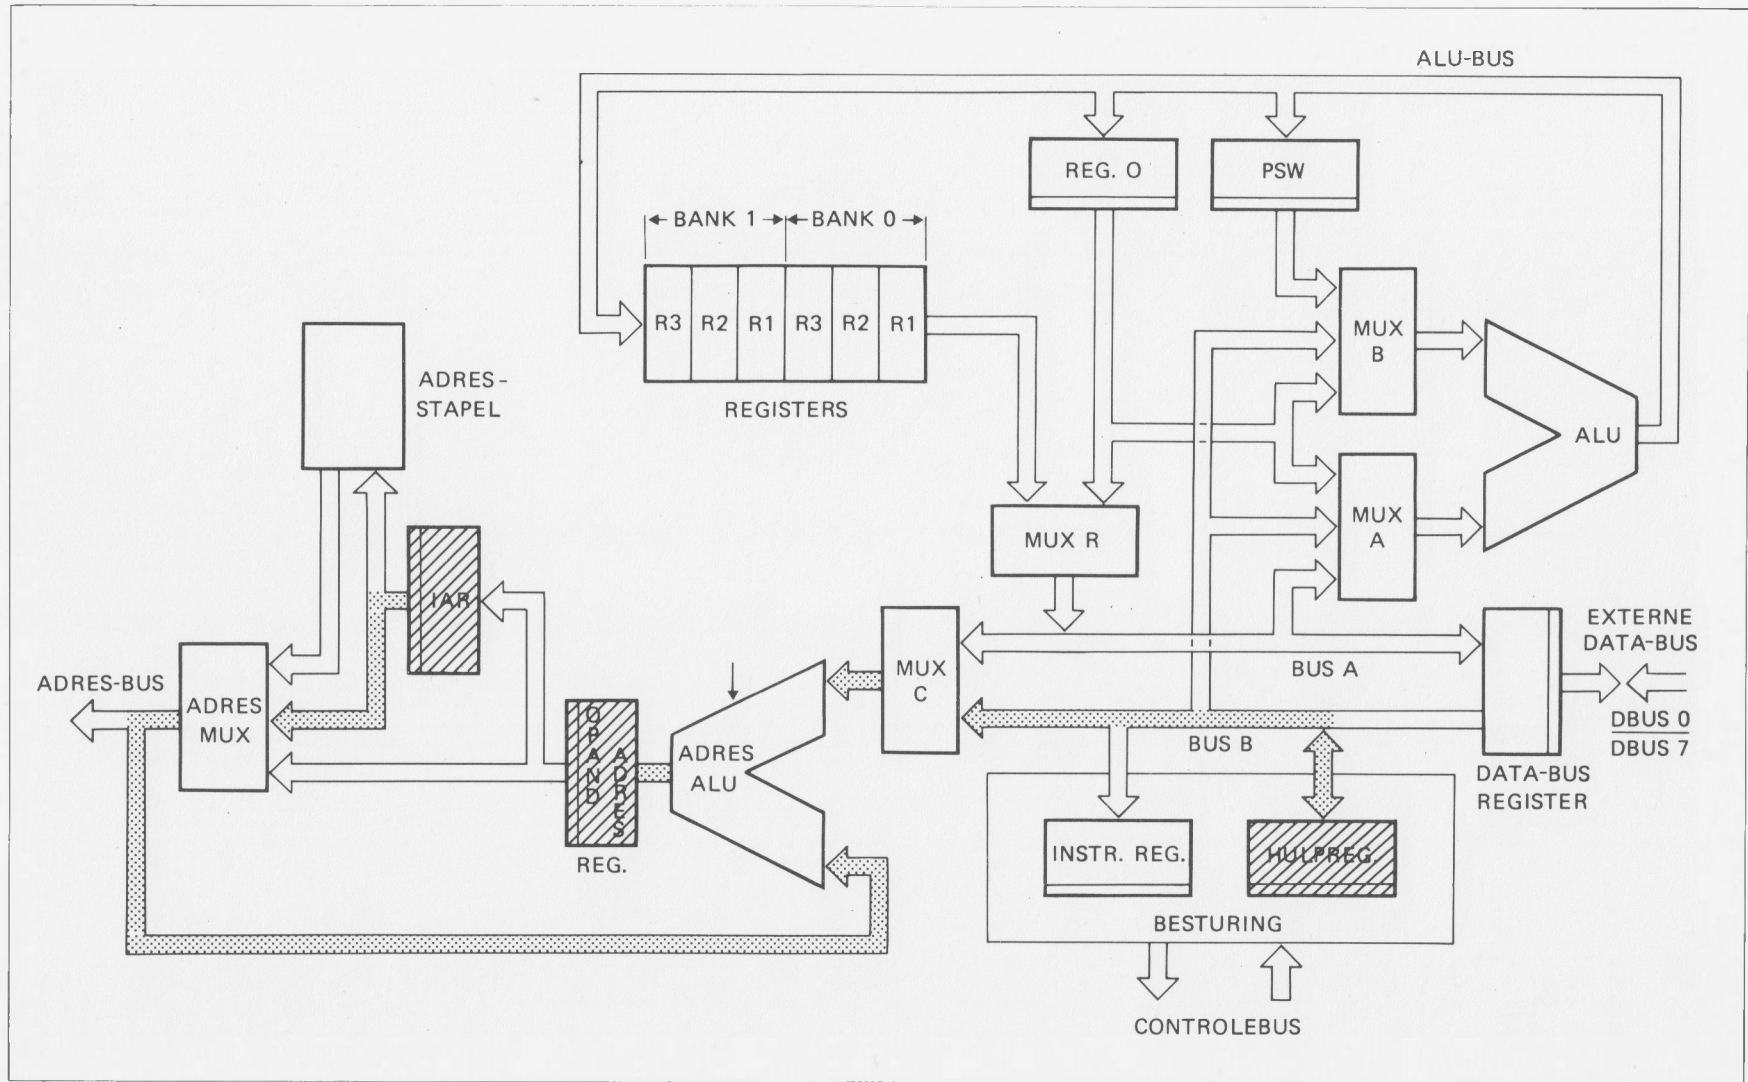 ALU-BUS
REG. O
PSW
BANK 1
BANK 0
R3
R2
R1
R3
R2
R1
REGISTERS
MUX
B
ALU
MUX
A
ADRES-
STAPEL
MUX R
IAR
EXTERNE
DATA-BUS
DBUS 0
DBUS 7
DATA-BUS
REGISTER
BUS A
BUS B
MUX
C
ADRES-BUS
ADRES
MUX
OPAND
ADRES
REG.
ADRES
ALU
INSTR. REG.
HULPREG.
BESTURING
CONTROLEBUS